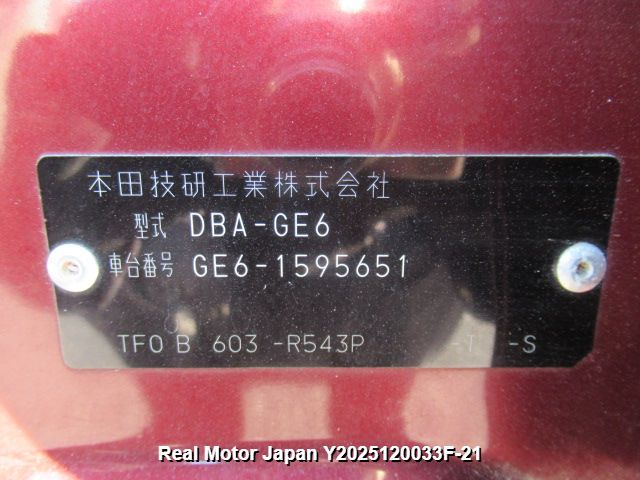 本田技研工業株式会社
型式 DBA-GE6
車台番号 GE6-1595651
TF0 B 603 -R543P -T -S
Real Motor Japan Y2025120033F-21